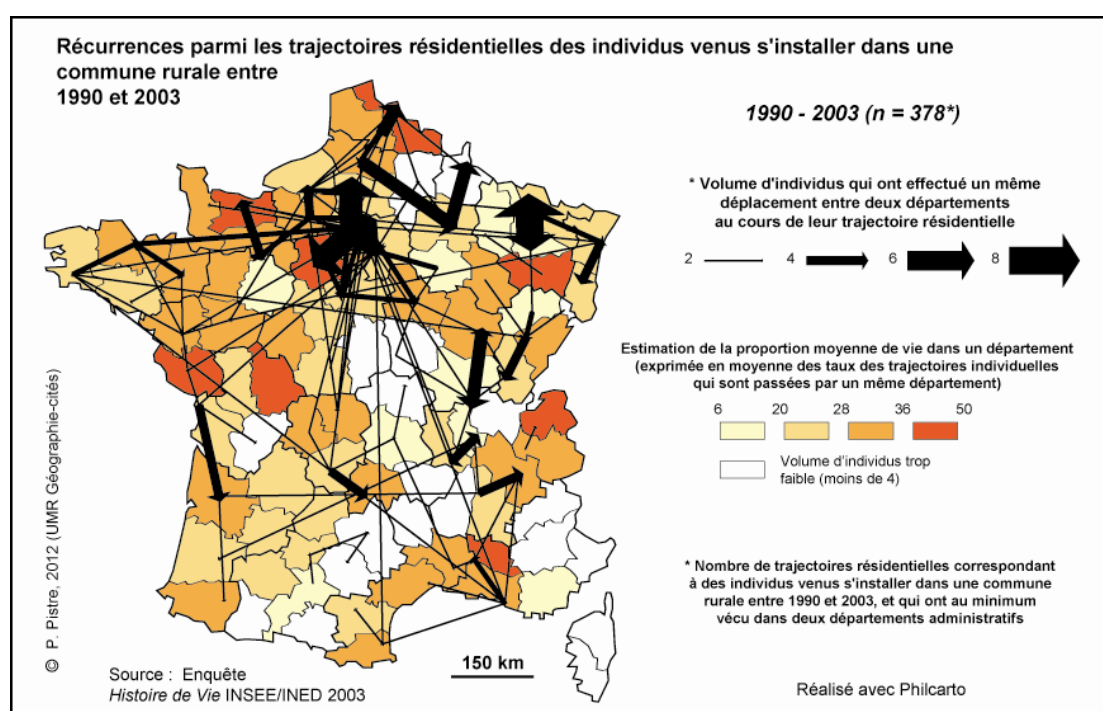 Récurrences parmi les trajectoires résidentielles des individus venus s'installer dans une
commune rurale entre
1990 et 2003
1990 - 2003 (n = 378*)
* Volume d'individus qui ont effectué un même
déplacement entre deux départements
au cours de leur trajectoire résidentielle
2 4 6 8
Estimation de la proportion moyenne de vie dans un département
(exprimée en moyenne des taux des trajectoires individuelles
qui sont passées par un même département)
6 20 28 36 50
Volume d'individus trop
faible (moins de 4)
* Nombre de trajectoires résidentielles correspondant
à des individus venus s'installer dans une commune
rurale entre 1990 et 2003, et qui ont au minimum
vécu dans deux départements administratifs
© P. Pistre, 2012 (UMR Géographie-cités)
150 km
Source : Enquête
Histoire de Vie INSEE/INED 2003
Réalisé avec Philcarto